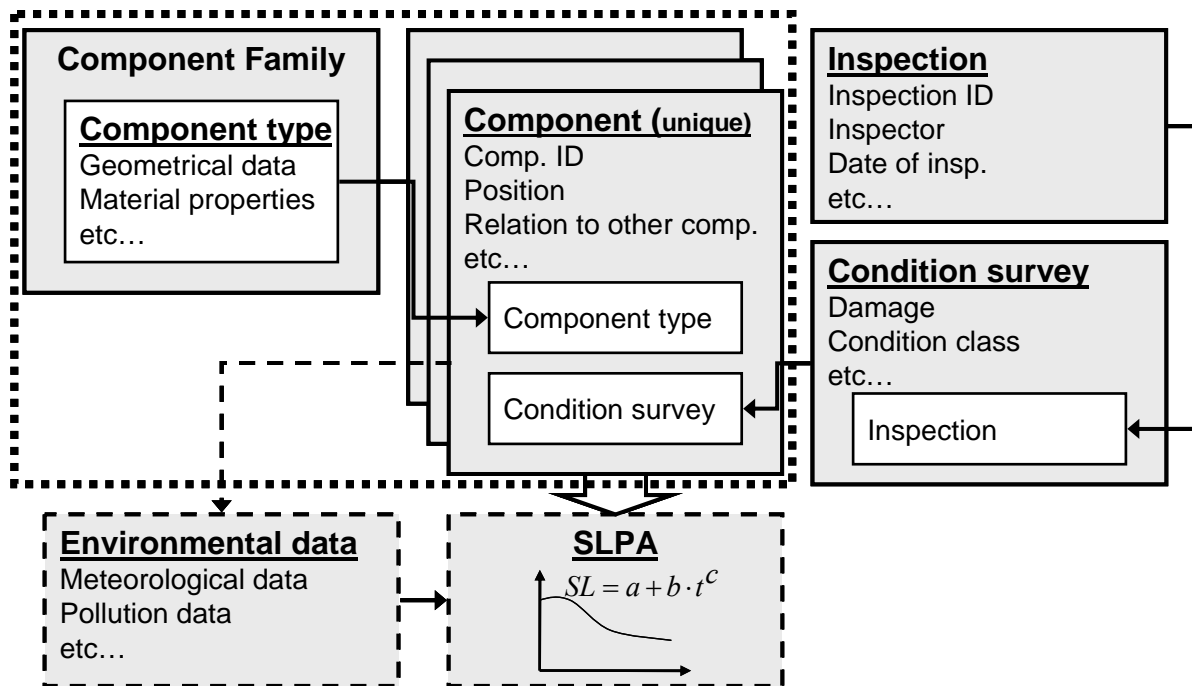 Component Family
Component type
Geometrical data
Material properties
etc…
Component (unique)
Comp. ID
Position
Relation to other comp.
etc…
Component type
Condition survey
Inspection
Inspection ID
Inspector
Date of insp.
etc…
Condition survey
Damage
Condition class
etc…
Inspection
Environmental data
Meteorological data
Pollution data
etc…
SLPA
SL = a + b · t^c